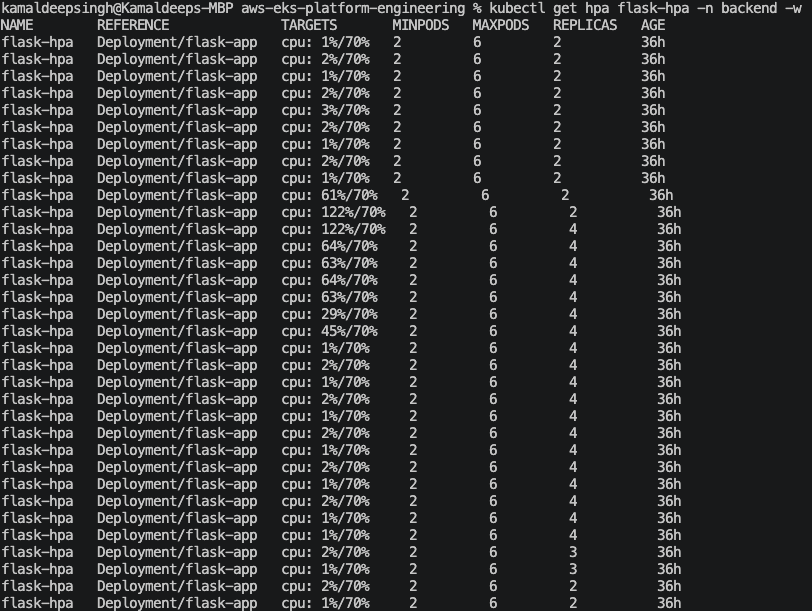 kamaldeepsingh@Kamaldeeps-MBP aws-eks-platform-engineering % kubectl get hpa flask-hpa -n backend -w
NAME REFERENCE TARGETS MINPODS MAXPODS REPLICAS AGE
flask-hpa Deployment/flask-app cpu: 1%/70% 2 6 2 36h
flask-hpa Deployment/flask-app cpu: 2%/70% 2 6 2 36h
flask-hpa Deployment/flask-app cpu: 1%/70% 2 6 2 36h
flask-hpa Deployment/flask-app cpu: 2%/70% 2 6 2 36h
flask-hpa Deployment/flask-app cpu: 3%/70% 2 6 2 36h
flask-hpa Deployment/flask-app cpu: 2%/70% 2 6 2 36h
flask-hpa Deployment/flask-app cpu: 1%/70% 2 6 2 36h
flask-hpa Deployment/flask-app cpu: 2%/70% 2 6 2 36h
flask-hpa Deployment/flask-app cpu: 1%/70% 2 6 2 36h
flask-hpa Deployment/flask-app cpu: 61%/70% 2 6 2 36h
flask-hpa Deployment/flask-app cpu: 122%/70% 2 6 2 36h
flask-hpa Deployment/flask-app cpu: 122%/70% 2 6 4 36h
flask-hpa Deployment/flask-app cpu: 64%/70% 2 6 4 36h
flask-hpa Deployment/flask-app cpu: 63%/70% 2 6 4 36h
flask-hpa Deployment/flask-app cpu: 64%/70% 2 6 4 36h
flask-hpa Deployment/flask-app cpu: 63%/70% 2 6 4 36h
flask-hpa Deployment/flask-app cpu: 29%/70% 2 6 4 36h
flask-hpa Deployment/flask-app cpu: 45%/70% 2 6 4 36h
flask-hpa Deployment/flask-app cpu: 1%/70% 2 6 4 36h
flask-hpa Deployment/flask-app cpu: 2%/70% 2 6 4 36h
flask-hpa Deployment/flask-app cpu: 1%/70% 2 6 4 36h
flask-hpa Deployment/flask-app cpu: 2%/70% 2 6 4 36h
flask-hpa Deployment/flask-app cpu: 1%/70% 2 6 4 36h
flask-hpa Deployment/flask-app cpu: 2%/70% 2 6 4 36h
flask-hpa Deployment/flask-app cpu: 1%/70% 2 6 4 36h
flask-hpa Deployment/flask-app cpu: 2%/70% 2 6 4 36h
flask-hpa Deployment/flask-app cpu: 1%/70% 2 6 4 36h
flask-hpa Deployment/flask-app cpu: 2%/70% 2 6 4 36h
flask-hpa Deployment/flask-app cpu: 1%/70% 2 6 4 36h
flask-hpa Deployment/flask-app cpu: 1%/70% 2 6 4 36h
flask-hpa Deployment/flask-app cpu: 2%/70% 2 6 3 36h
flask-hpa Deployment/flask-app cpu: 1%/70% 2 6 3 36h
flask-hpa Deployment/flask-app cpu: 2%/70% 2 6 2 36h
flask-hpa Deployment/flask-app cpu: 1%/70% 2 6 2 36h